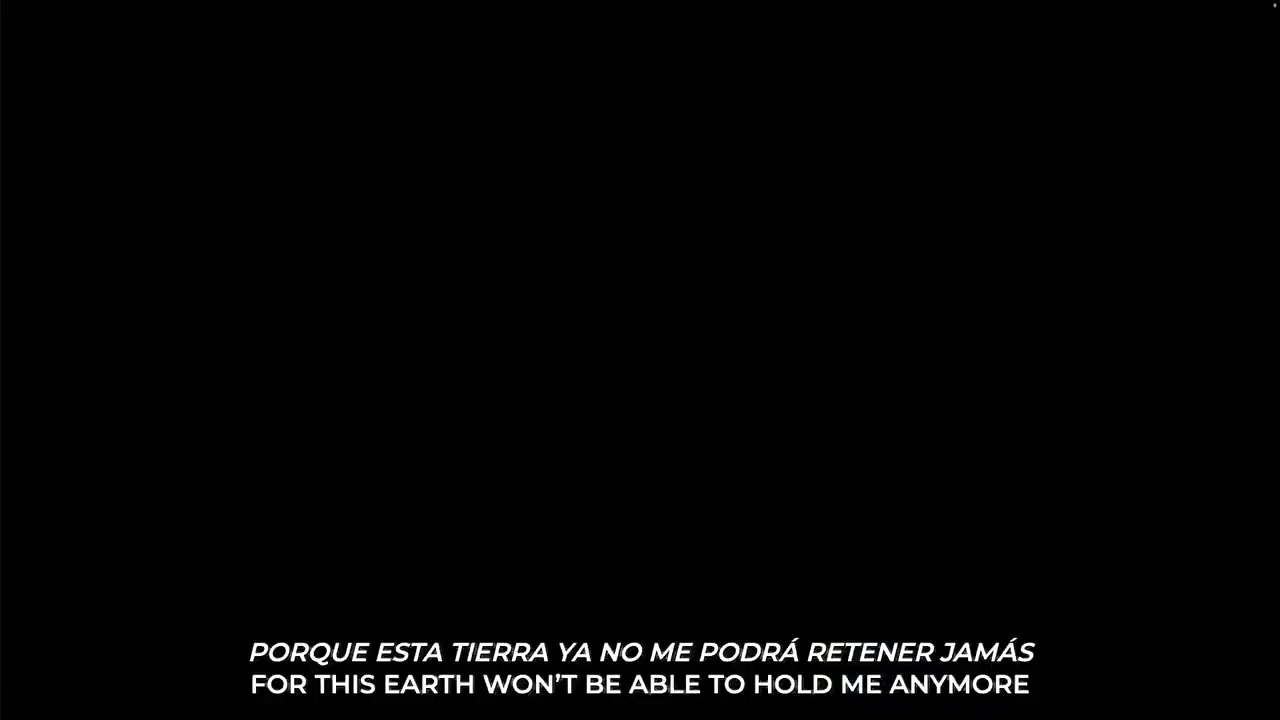 PORQUE ESTA TIERRA YA NO ME PODRÁ RETENER JAMÁS
FOR THIS EARTH WON’T BE ABLE TO HOLD ME ANYMORE